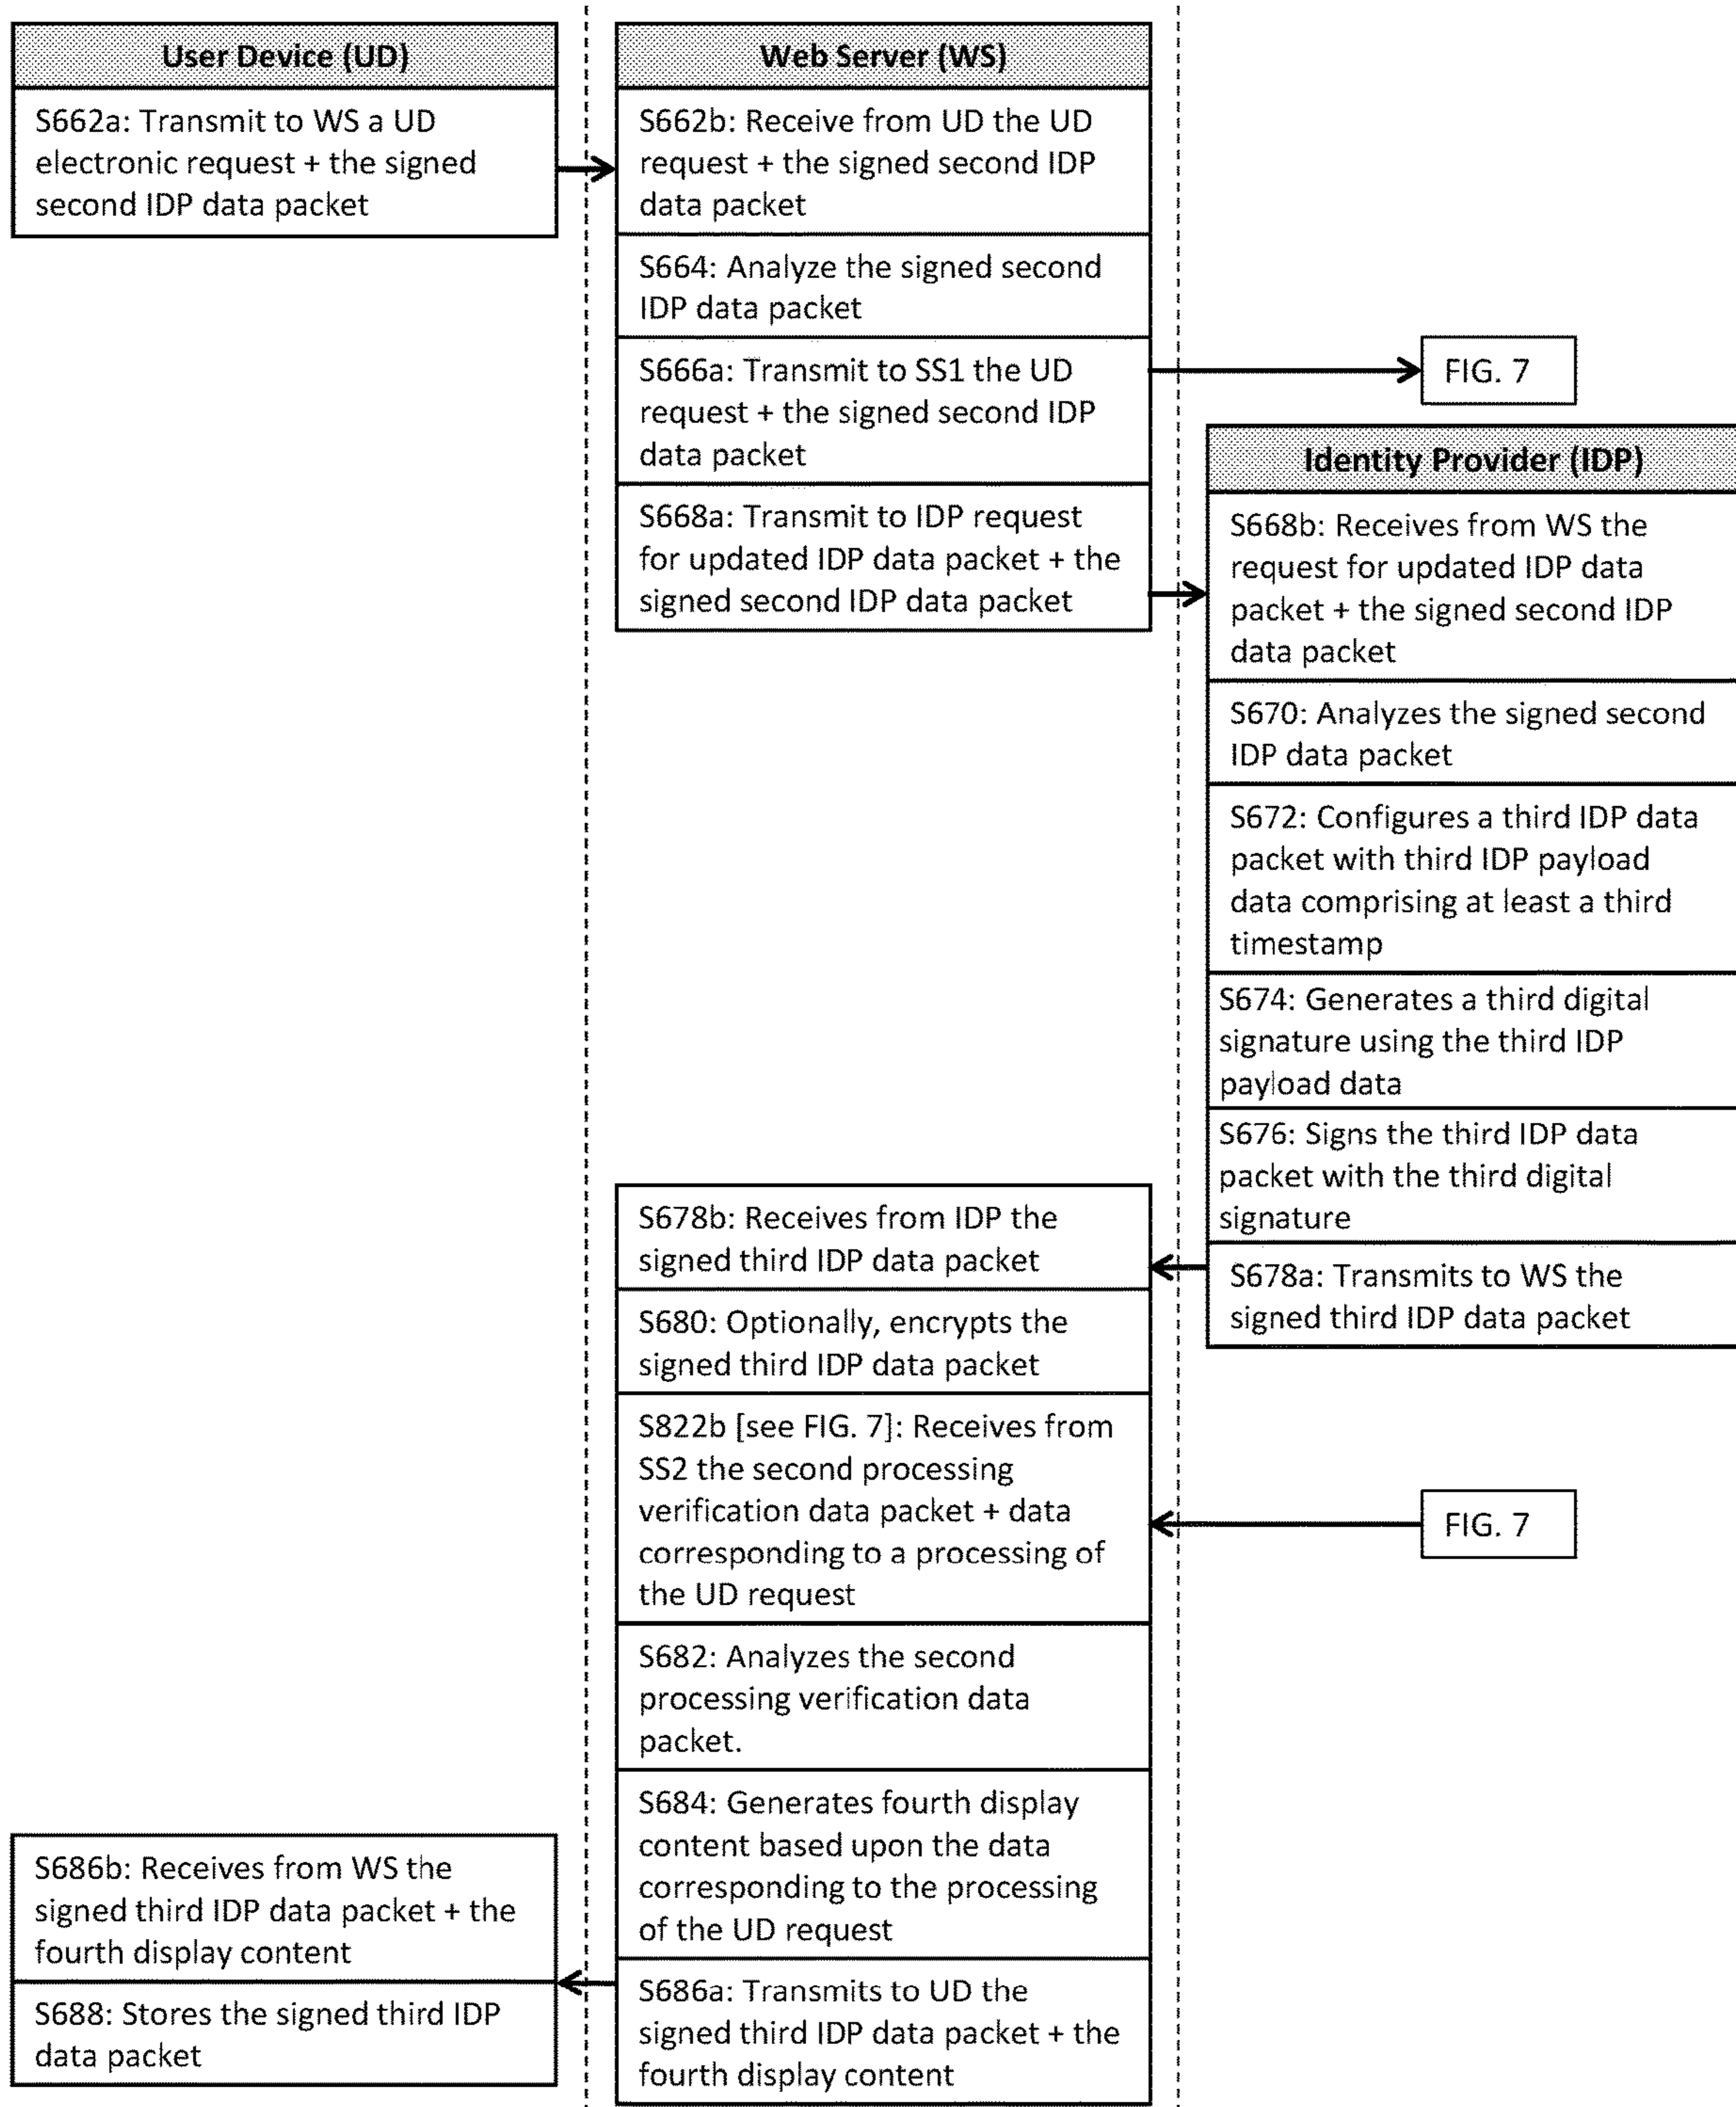 User Device (UD)
S662a: Transmit to WS a UD
electronic request + the signed
second IDP data packet
Web Server (WS)
S662b: Receive from UD the UD
request + the signed second IDP
data packet
S664: Analyze the signed second
IDP data packet
S666a: Transmit to SS1 the UD
request + the signed second IDP
data packet
FIG. 7
S668a: Transmit to IDP request
for updated IDP data packet + the
signed second IDP data packet
Identity Provider (IDP)
S668b: Receives from WS the
request for updated IDP data
packet + the signed second IDP
data packet
S670: Analyzes the signed second
IDP data packet
S672: Configures a third IDP data
packet with third IDP payload
data comprising at least a third
timestamp
S674: Generates a third digital
signature using the third IDP
payload data
S676: Signs the third IDP data
packet with the third digital
signature
S678a: Transmits to WS the
signed third IDP data packet
S678b: Receives from IDP the
signed third IDP data packet
S680: Optionally, encrypts the
signed third IDP data packet
S822b [see FIG. 7]: Receives from
SS2 the second processing
verification data packet + data
corresponding to a processing of
the UD request
FIG. 7
S682: Analyzes the second
processing verification data
packet.
S684: Generates fourth display
content based upon the data
corresponding to the processing
of the UD request
S686a: Transmits to UD the
signed third IDP data packet + the
fourth display content
S686b: Receives from WS the
signed third IDP data packet + the
fourth display content
S688: Stores the signed third IDP
data packet